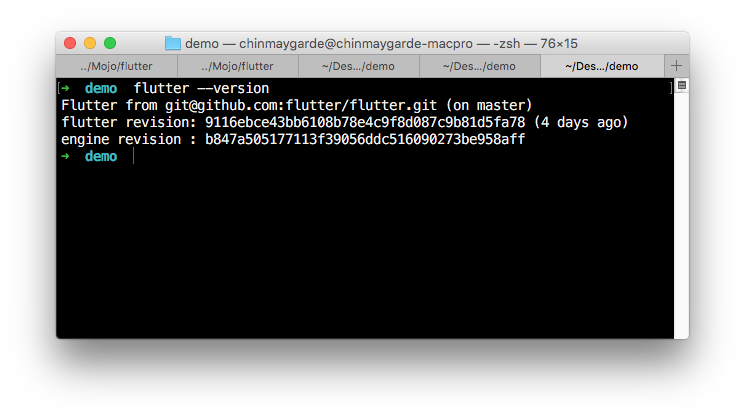 demo — chinmaygarde@chinmaygarde-macpro — -zsh — 76×15
../Mojo/flutter ../Mojo/flutter ~/Des.../demo ~/Des.../demo ~/Des.../demo +
[➜ demo flutter --version ]
Flutter from git@github.com:flutter/flutter.git (on master)
flutter revision: 9116ebce43bb6108b78e4c9f8d087c9b81d5fa78 (4 days ago)
engine revision : b847a505177113f39056ddc516090273be958aff
➜ demo